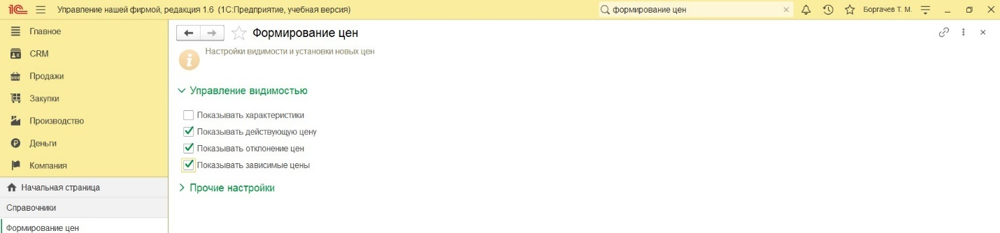 1С Управление нашей фирмой, редакция 1.6 (1С:Предприятие, учебная версия) формирование цен Боргачев Т. М.
Главное
Формирование цен
Настройки видимости и установки новых цен
CRM
Продажи
Управление видимостью
Закупки
Показывать характеристики
Производство
Показывать действующую цену
Деньги
Показывать отклонение цен
Компания
Показывать зависимые цены
Начальная страница
Прочие настройки
Справочники
Формирование цен